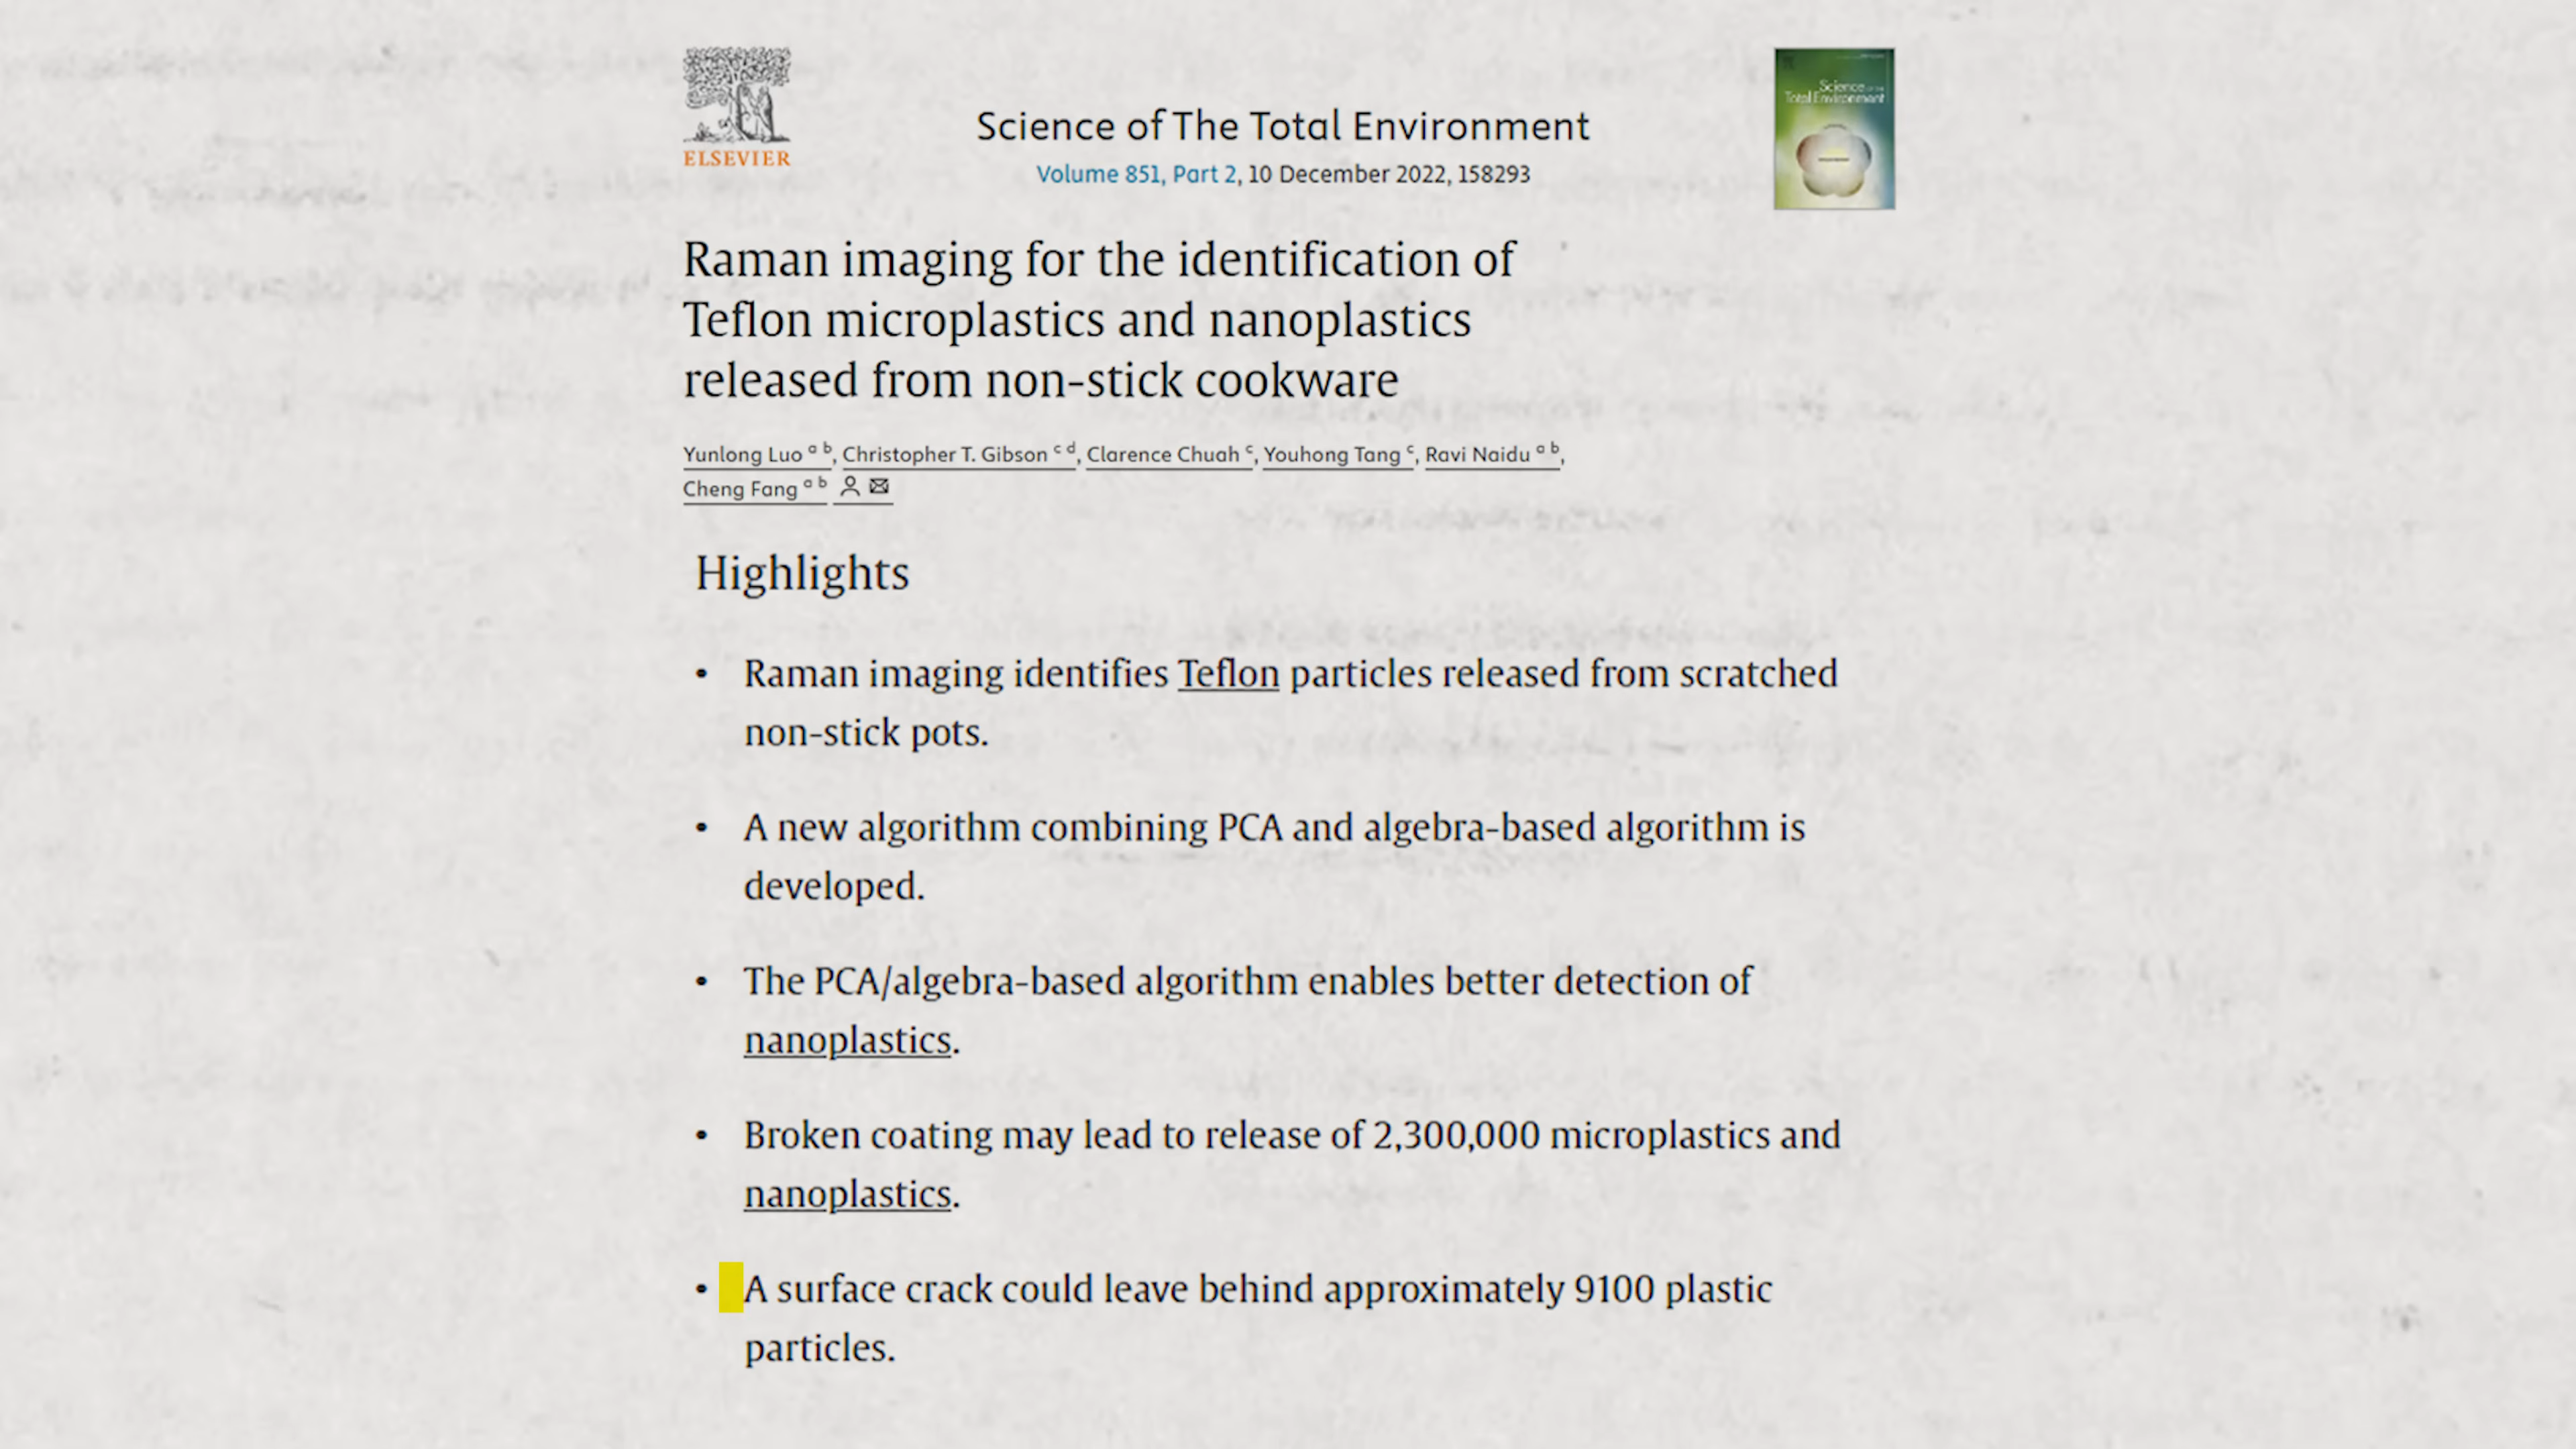 ELSEVIER
Science of The Total Environment
Volume 851, Part 2, 10 December 2022, 158293
Science of the
Total Environment
Raman imaging for the identification of
Teflon microplastics and nanoplastics
released from non-stick cookware
Yunlong Luo a b, Christopher T. Gibson c d, Clarence Chuah c, Youhong Tang c, Ravi Naidu a b,
Cheng Fang a b
Highlights
• Raman imaging identifies Teflon particles released from scratched
non-stick pots.
• A new algorithm combining PCA and algebra-based algorithm is
developed.
• The PCA/algebra-based algorithm enables better detection of
nanoplastics.
• Broken coating may lead to release of 2,300,000 microplastics and
nanoplastics.
• A surface crack could leave behind approximately 9100 plastic
particles.